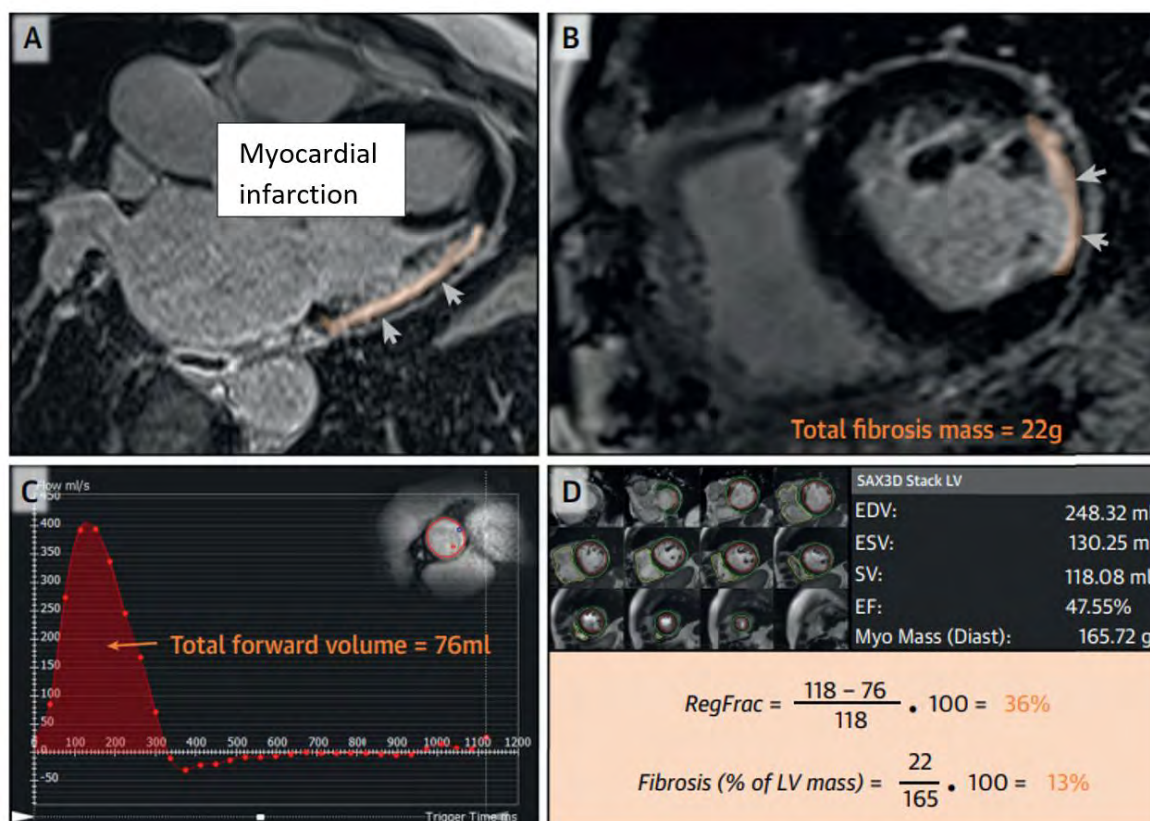 A
Myocardial
infarction
B
Total fibrosis mass = 22g
C
Flow ml/s
450
400
350
300
250
200
150
100
50
0
-50
0 100 200 300 400 500 600 700 800 900 1000 1100 1200
Total forward volume = 76ml
Trigger Time ms
D
SAX3D Stack LV
EDV: 248.32 ml
ESV: 130.25 m
SV: 118.08 ml
EF: 47.55%
Myo Mass (Diast): 165.72 g
RegFrac = 118 – 76 / 118 • 100 = 36%
Fibrosis (% of LV mass) = 22 / 165 • 100 = 13%